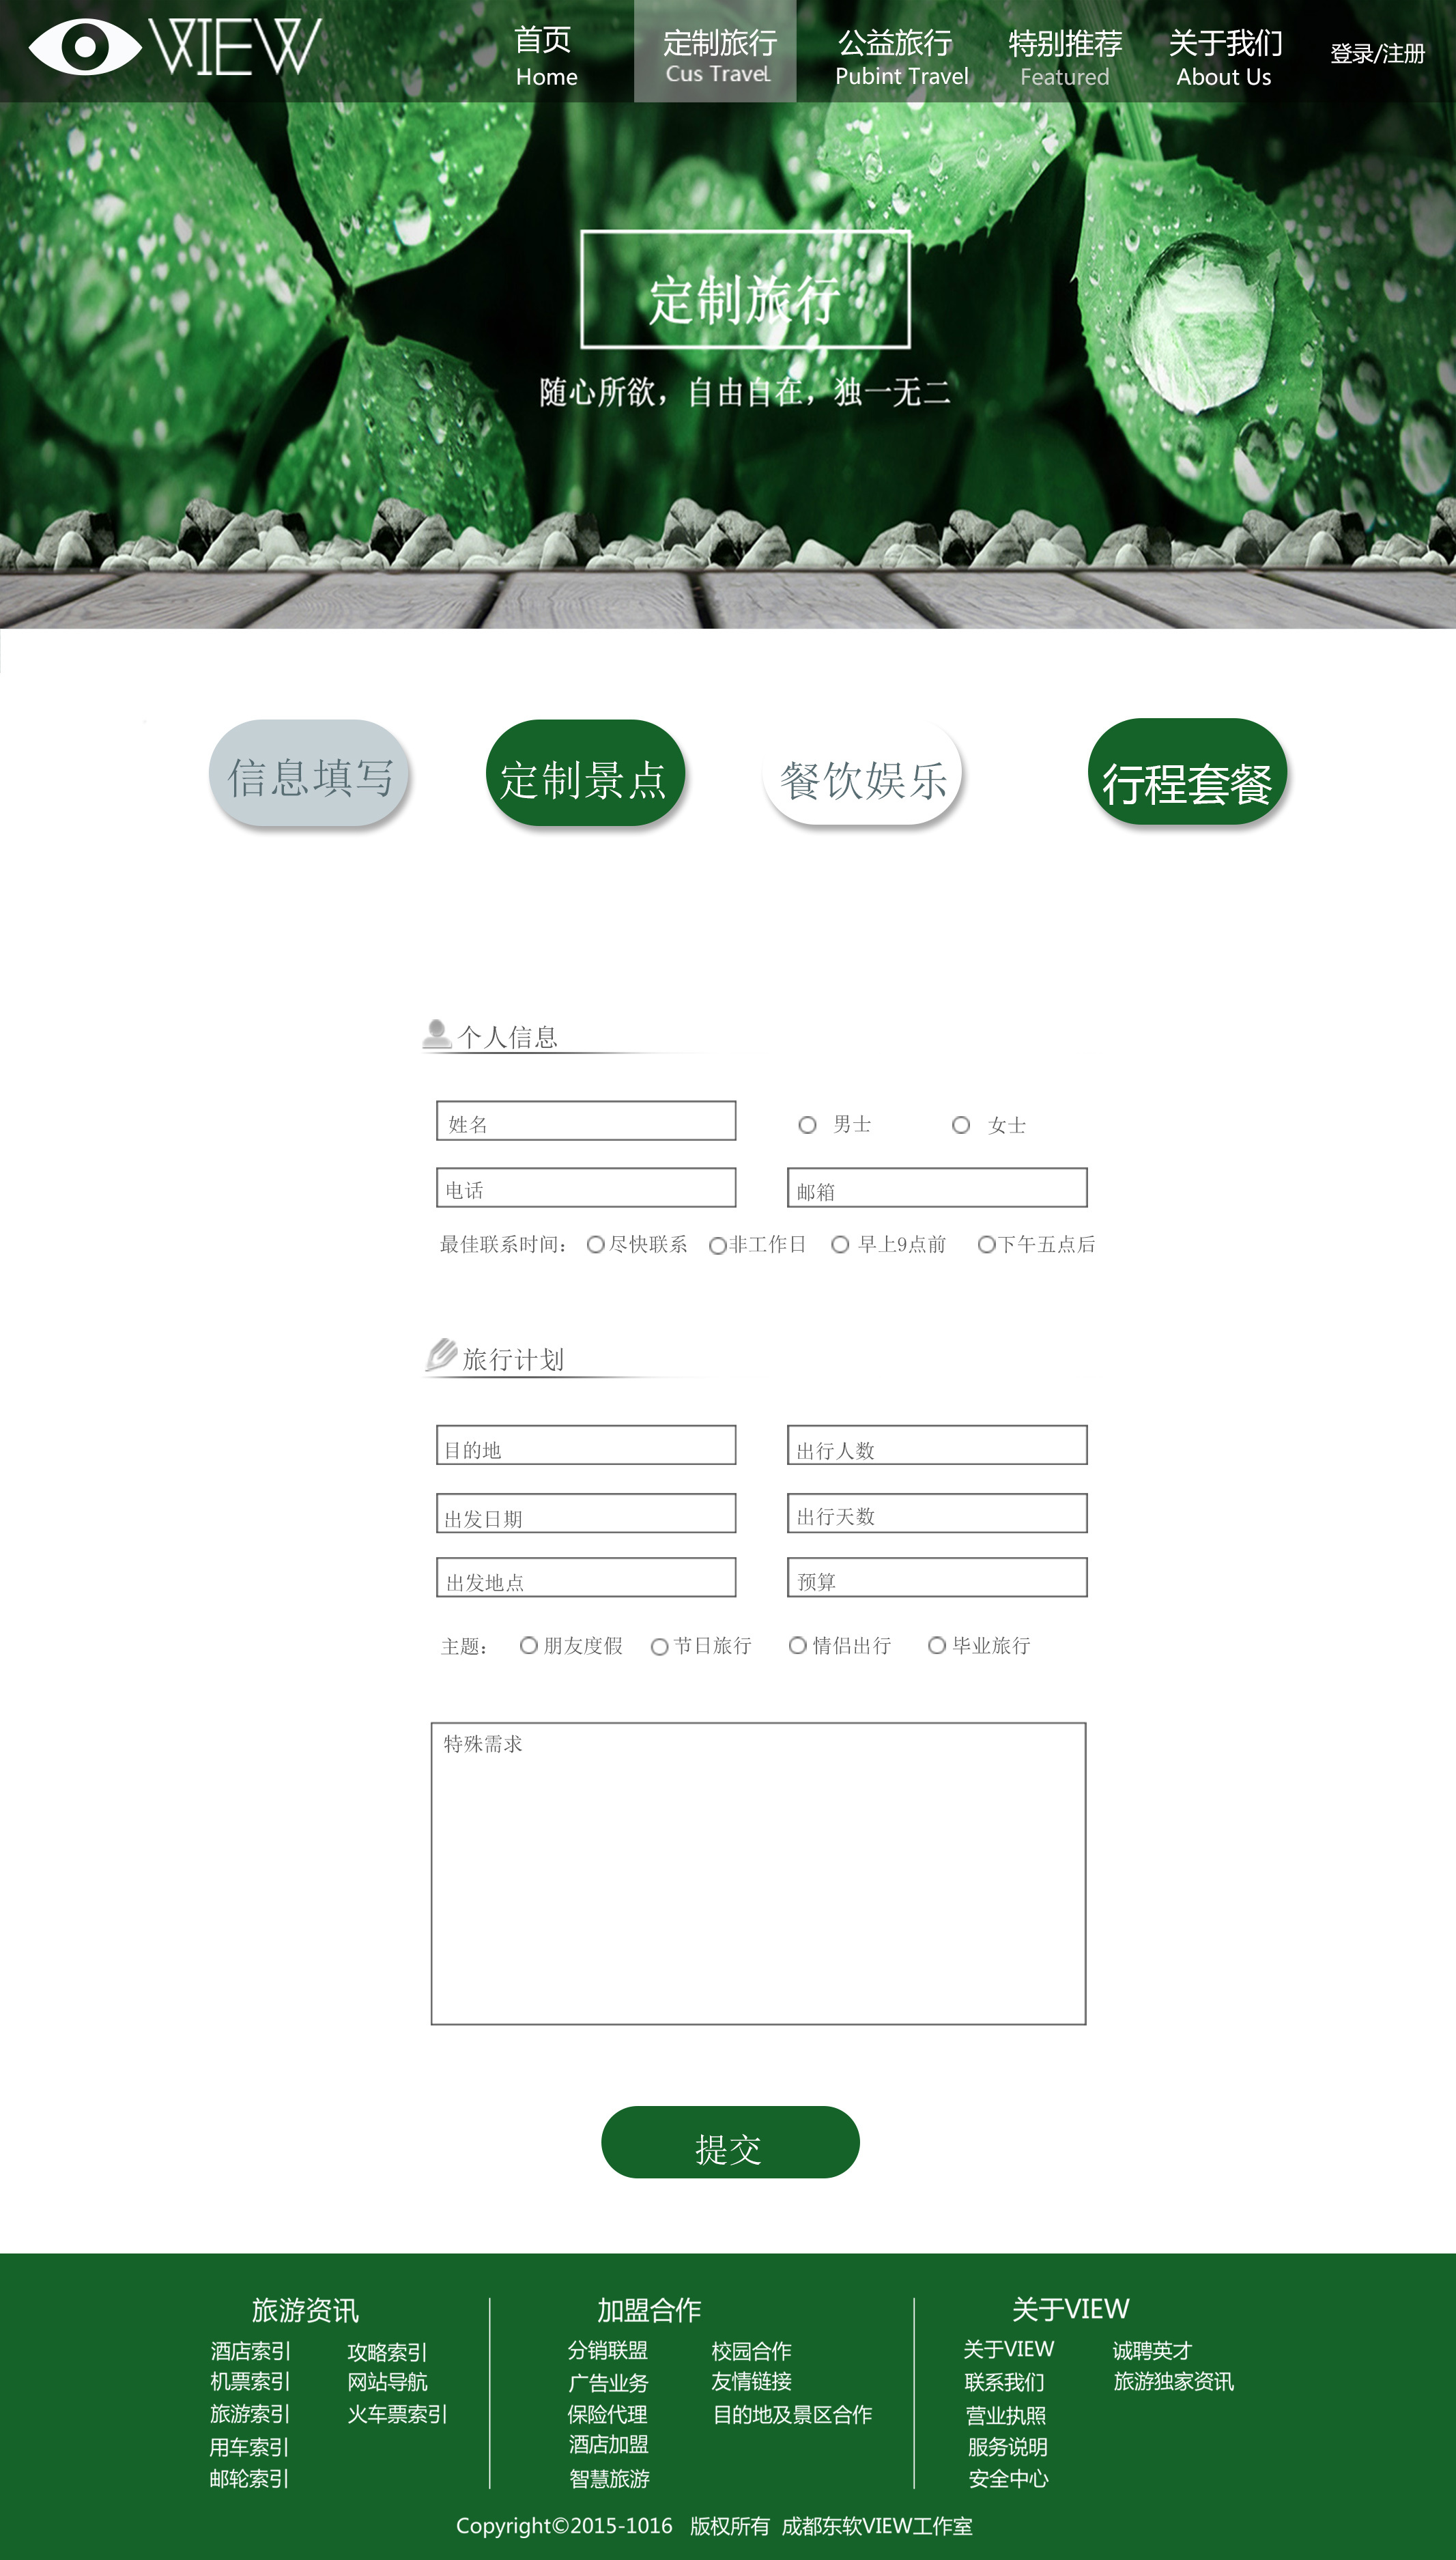 VIEW
首页 定制旅行 公益旅行 特别推荐 关于我们 登录/注册
Home Cus Travel Pubint Travel Featured About Us
定制旅行
随心所欲，自由自在，独一无二
信息填写 定制景点 餐饮娱乐 行程套餐
个人信息
姓名 男士 女士
电话 邮箱
最佳联系时间： 尽快联系 非工作日 早上9点前 下午五点后
旅行计划
目的地 出行人数
出发日期 出行天数
出发地点 预算
主题： 朋友度假 节日旅行 情侣出行 毕业旅行
特殊需求
提交
旅游资讯 加盟合作 关于VIEW
酒店索引 攻略索引 分销联盟 校园合作 关于VIEW 诚聘英才
机票索引 网站导航 广告业务 友情链接 联系我们 旅游独家资讯
旅游索引 火车票索引 保险代理 目的地及景区合作 营业执照
用车索引 酒店加盟 服务说明
邮轮索引 智慧旅游 安全中心
Copyright©2015-1016 版权所有 成都东软VIEW工作室